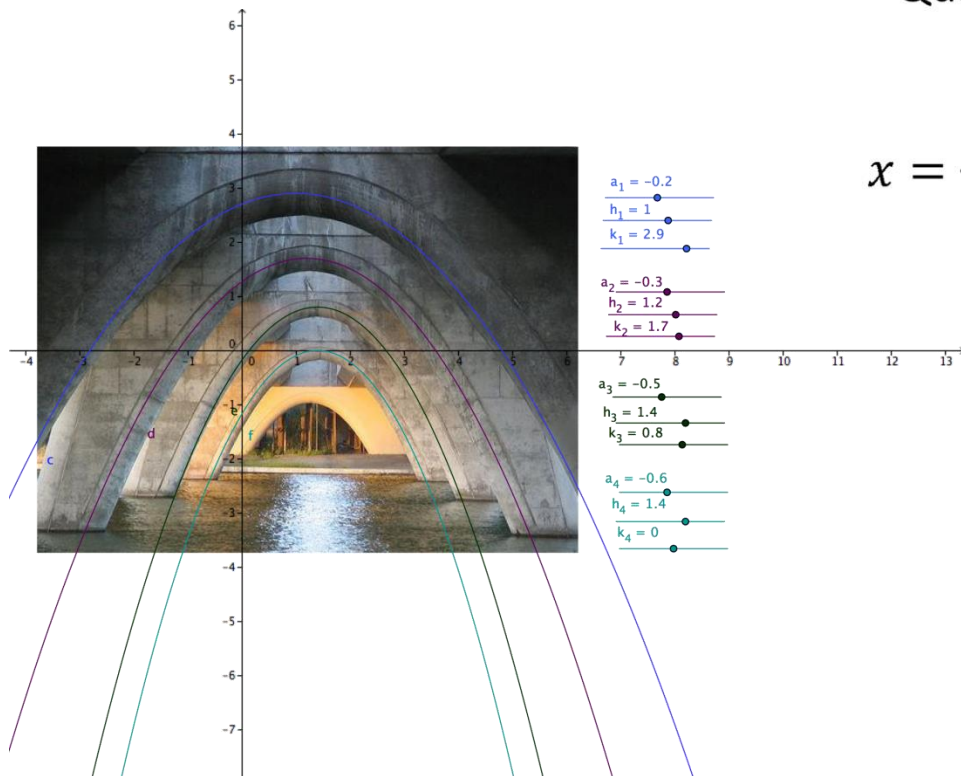 x =
a₁ = −0.2
h₁ = 1
k₁ = 2.9
a₂ = −0.3
h₂ = 1.2
k₂ = 1.7
a₃ = −0.5
h₃ = 1.4
k₃ = 0.8
a₄ = −0.6
h₄ = 1.4
k₄ = 0
6
5
4
3
2
1
0
-4 -3 -2 -1 0 1 2 3 4 5 6 7 8 9 10 11 12 13
-1
-2
-3
-4
-5
-6
-7
c
d
e
f